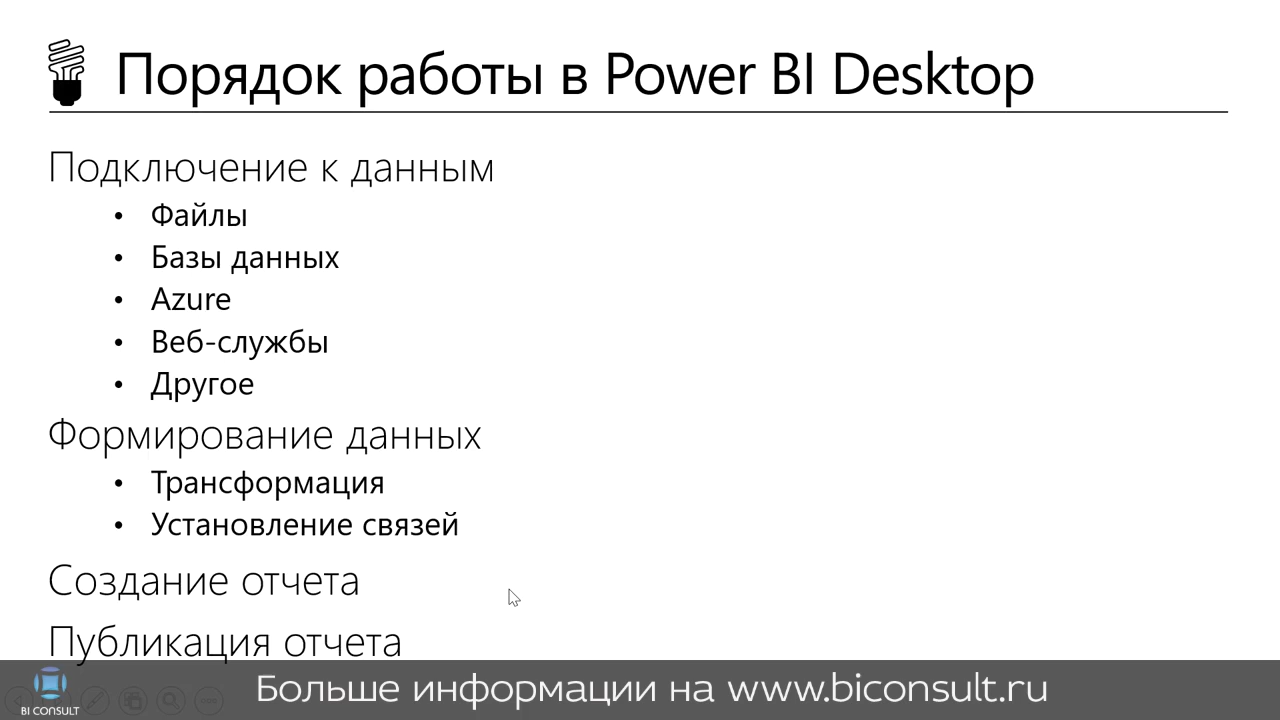 Порядок работы в Power BI Desktop
Подключение к данным
• Файлы
• Базы данных
• Azure
• Веб-службы
• Другое
Формирование данных
• Трансформация
• Установление связей
Создание отчета
Публикация отчета
Больше информации на www.biconsult.ru
BI CONSULT